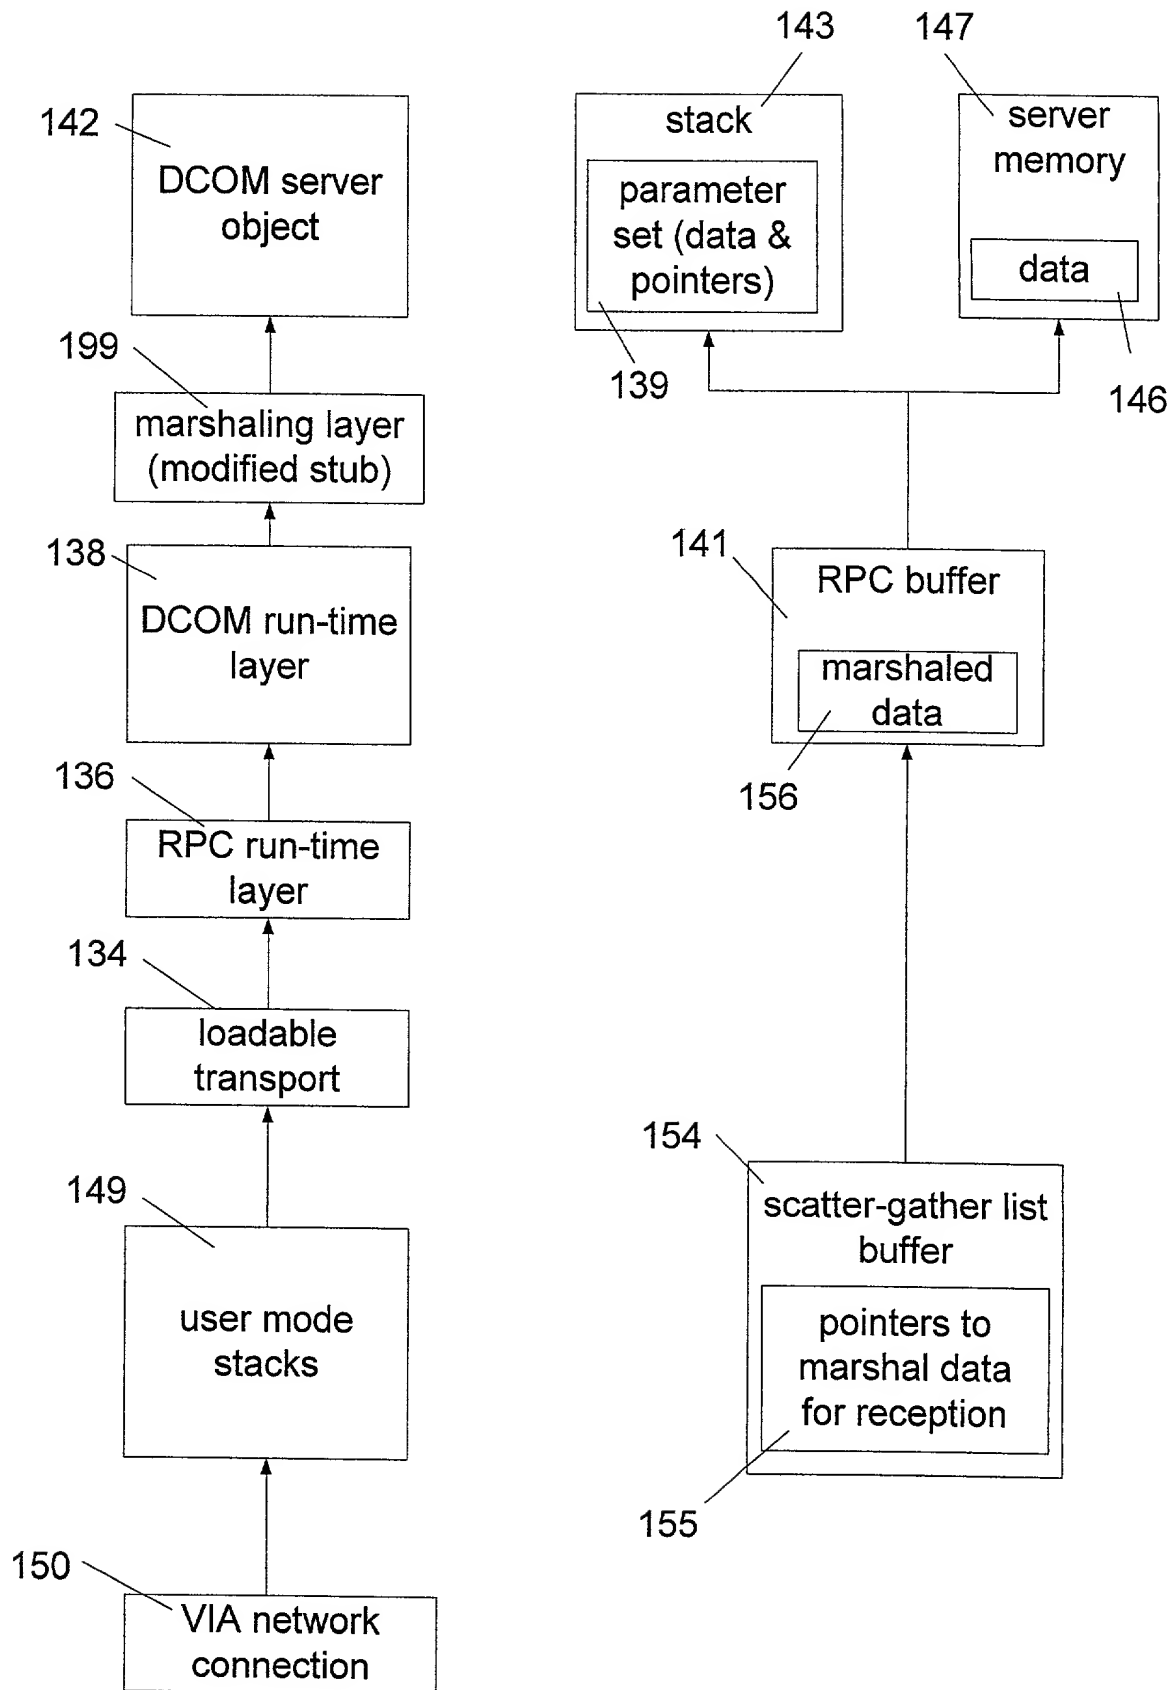 143
147
142
DCOM server
object
stack
parameter
set (data &
pointers)
server
memory
data
199
139
146
marshaling layer
(modified stub)
138
141
DCOM run-time
layer
RPC buffer
marshaled
data
136
156
RPC run-time
layer
134
loadable
transport
154
149
scatter-gather list
buffer
user mode
stacks
pointers to
marshal data
for reception
155
150
VIA network
connection